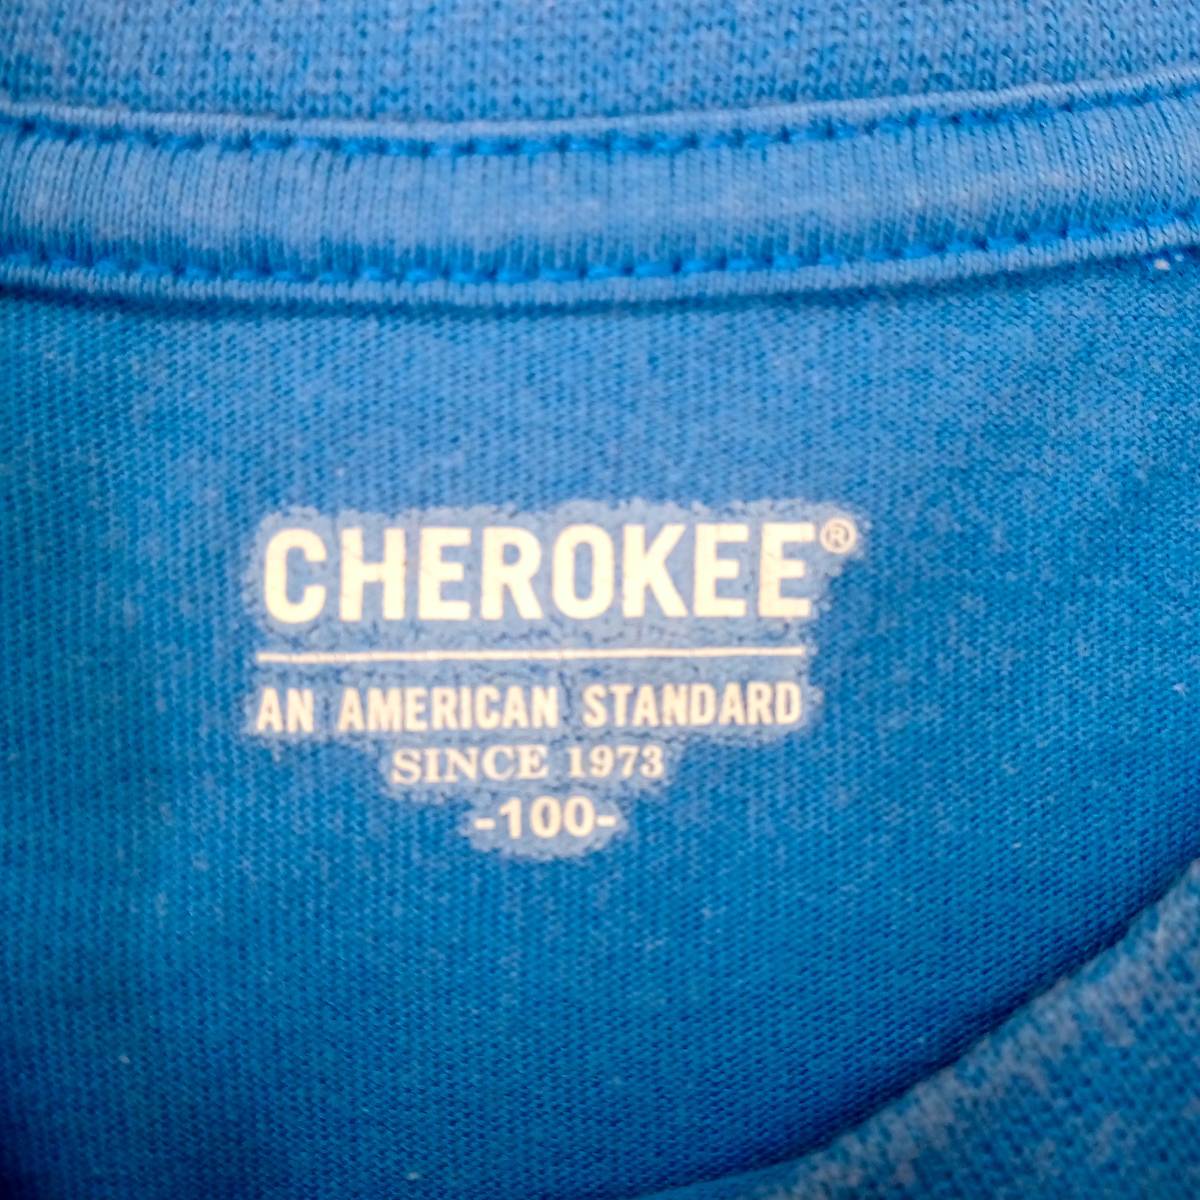 CHEROKEE®
AN AMERICAN STANDARD
SINCE 1973
-100-